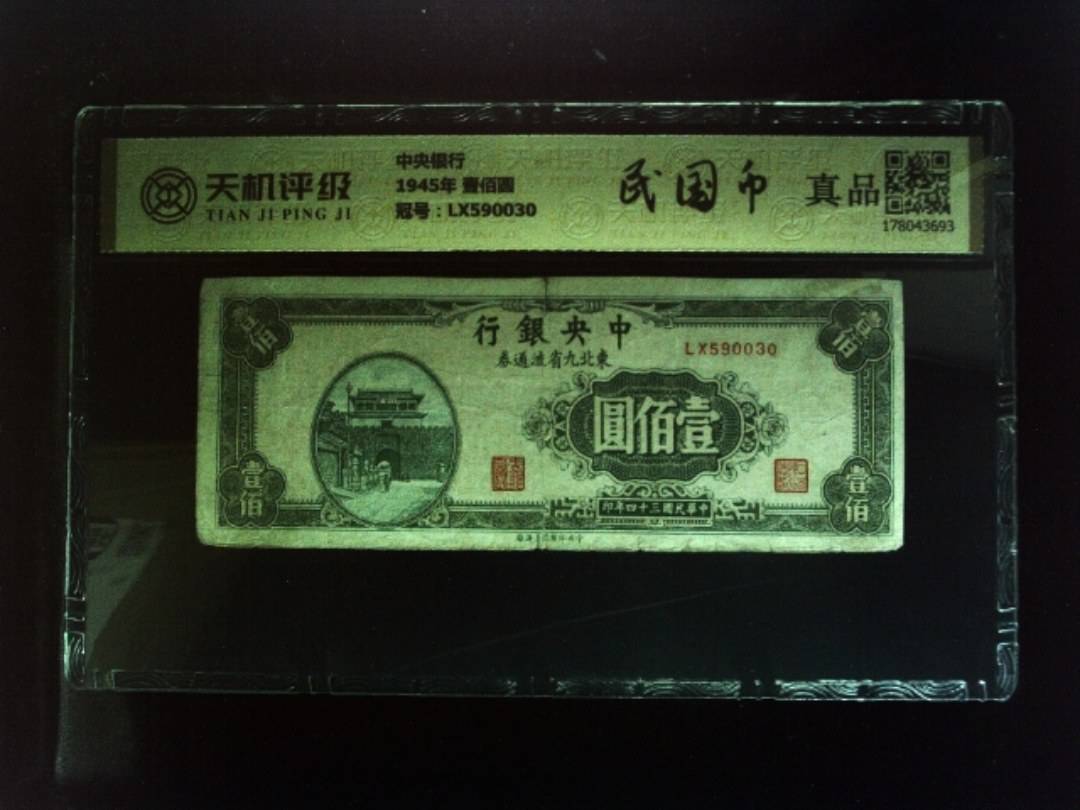 天机评级
TIAN JI PING JI
中央银行
1945年 壹佰圆
冠号：LX590030
民国币
真品
178043693
中央銀行
東北九省流通券
LX590030
壹佰
壹佰
壹佰圓
壹佰
壹佰
中華民國三十四年印